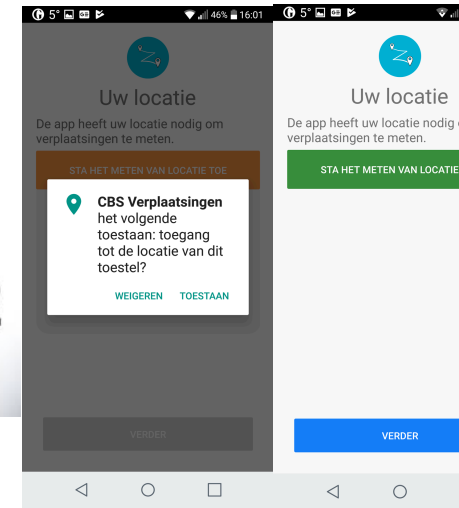 5° 46% 16:01
Uw locatie
De app heeft uw locatie nodig om
verplaatsingen te meten.
STA HET METEN VAN LOCATIE TOE
CBS Verplaatsingen
het volgende
toestaan: toegang
tot de locatie van dit
toestel?
WEIGEREN TOESTAAN
VERDER
5°
Uw locatie
De app heeft uw locatie nodig
verplaatsingen te meten.
STA HET METEN VAN LOCATIE
VERDER